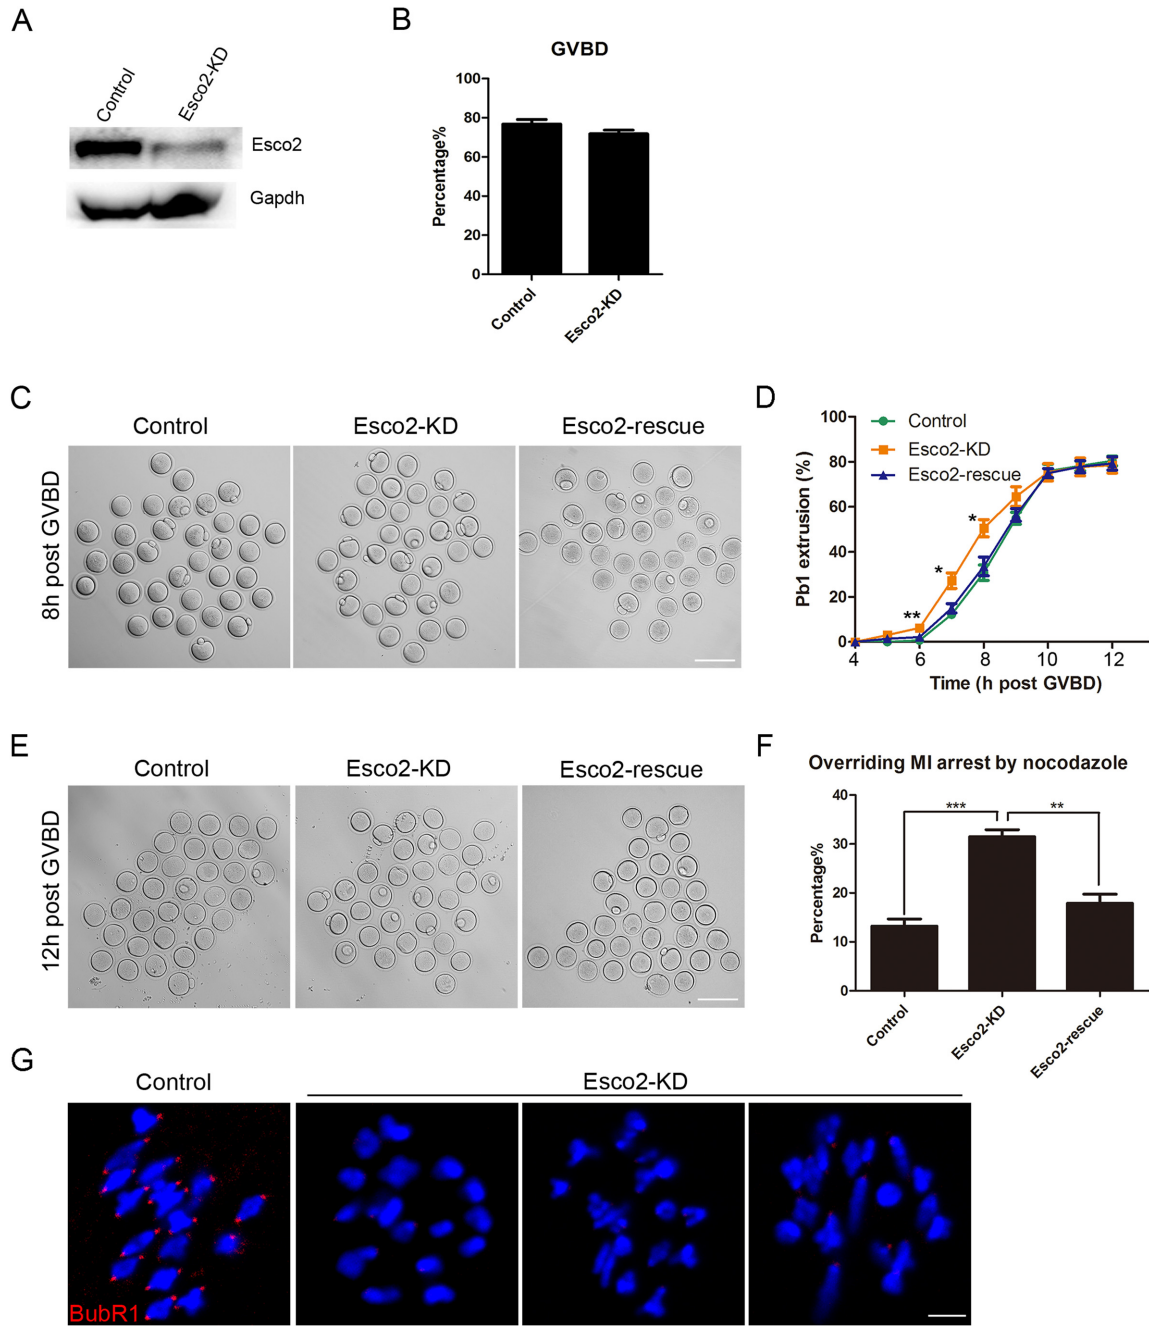 A
Control
Esco2-KD
Esco2
Gapdh
B
GVBD
Percentage%
100
80
60
40
20
0
Control
Esco2-KD
C
Control
Esco2-KD
Esco2-rescue
8h post GVBD
D
Control
Esco2-KD
Esco2-rescue
Pb1 extrusion (%)
100
80
60
40
20
0
**
*
*
4
6
8
10
12
Time (h post GVBD)
E
Control
Esco2-KD
Esco2-rescue
12h post GVBD
F
Overriding MI arrest by nocodazole
***
**
Percentage%
40
30
20
10
0
Control
Esco2-KD
Esco2-rescue
G
Control
Esco2-KD
BubR1